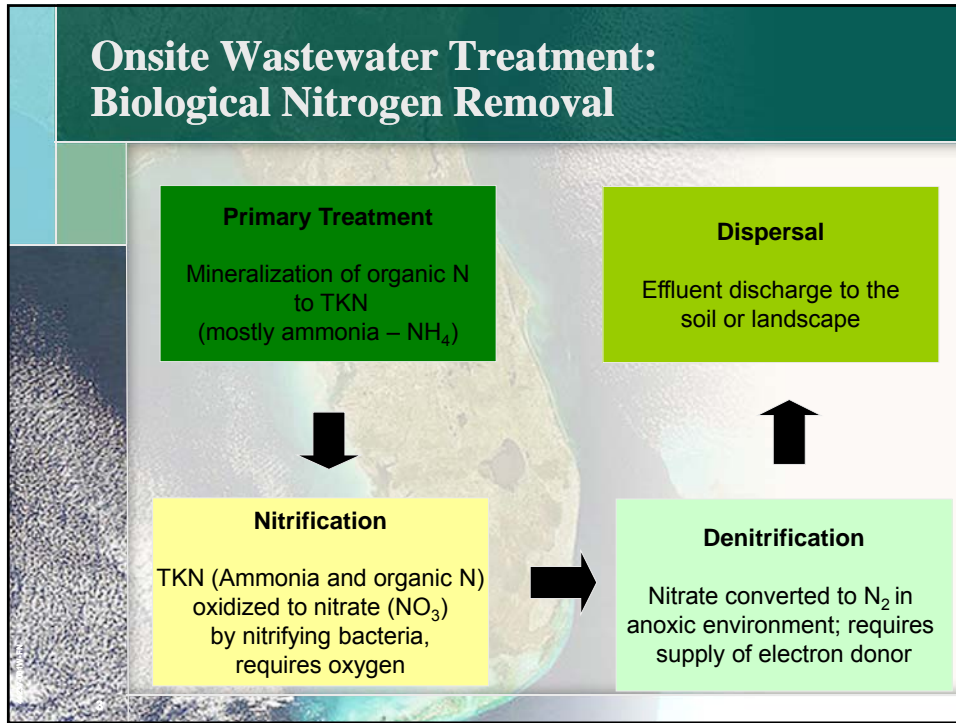 Onsite Wastewater Treatment:
Biological Nitrogen Removal
Primary Treatment
Mineralization of organic N
to TKN
(mostly ammonia – NH₄)
Nitrification
TKN (Ammonia and organic N)
oxidized to nitrate (NO₃)
by nitrifying bacteria,
requires oxygen
Denitrification
Nitrate converted to N₂ in
anoxic environment; requires
supply of electron donor
Dispersal
Effluent discharge to the
soil or landscape